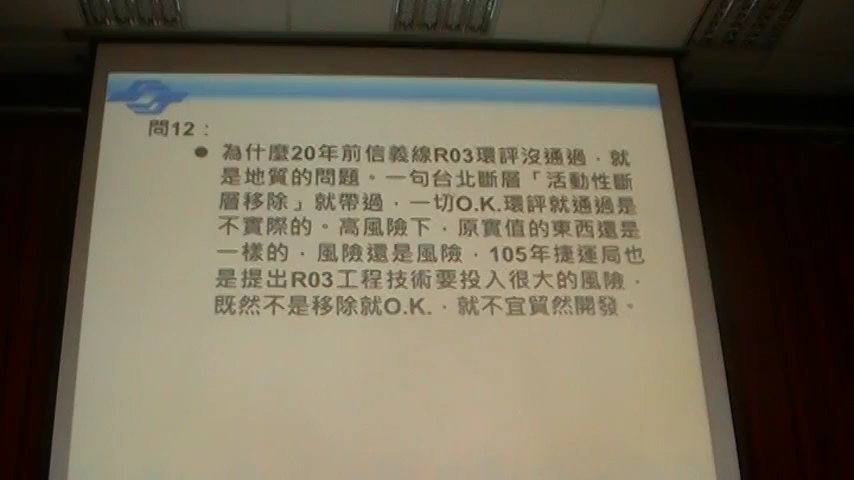 問12：
● 為什麼20年前信義線R03環評沒通過，就
是地質的問題。一句台北斷層「活動性斷
層移除」就帶過，一切O.K.環評就通過是
不實際的。高風險下，原實值的東西還是
一樣的，風險還是風險，105年捷運局也
是提出R03工程技術要投入很大的風險，
既然不是移除就O.K.，就不宜貿然開發。